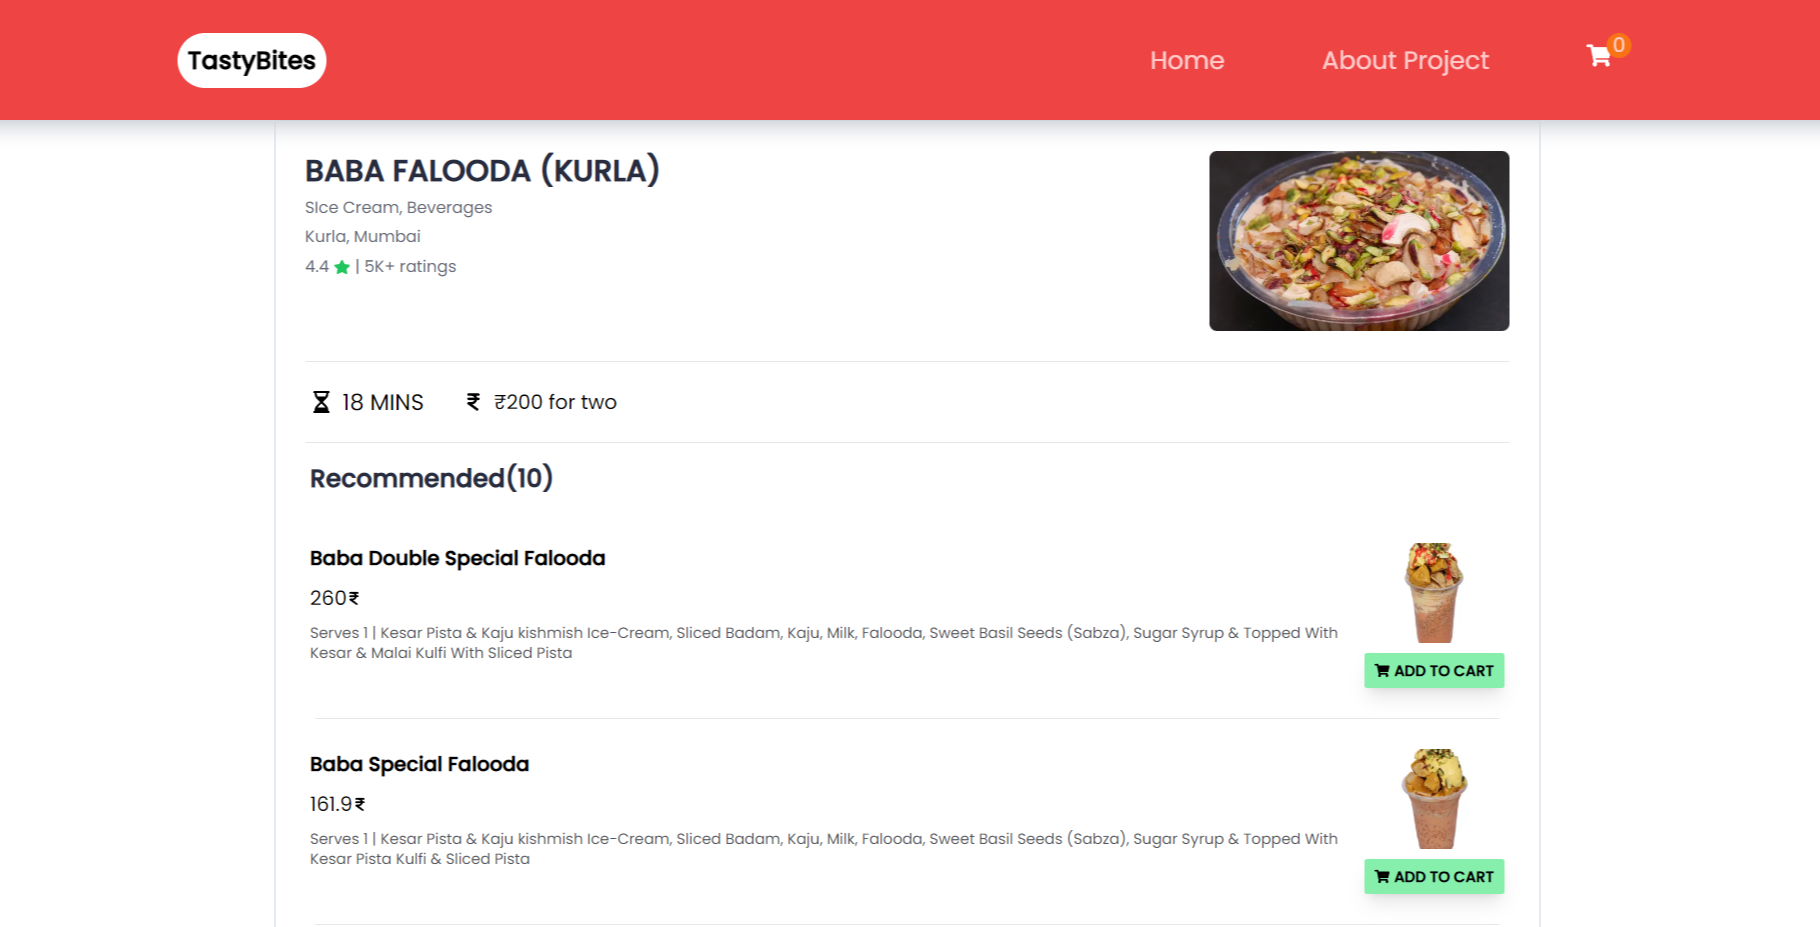 TastyBites
Home
About Project
0
BABA FALOODA (KURLA)
SIce Cream, Beverages
Kurla, Mumbai
4.4 ★ | 5K+ ratings
18 MINS
₹ ₹200 for two
Recommended(10)
Baba Double Special Falooda
260₹
Serves 1 | Kesar Pista & Kaju kishmish Ice-Cream, Sliced Badam, Kaju, Milk, Falooda, Sweet Basil Seeds (Sabza), Sugar Syrup & Topped With
Kesar & Malai Kulfi With Sliced Pista
ADD TO CART
Baba Special Falooda
161.9₹
Serves 1 | Kesar Pista & Kaju kishmish Ice-Cream, Sliced Badam, Kaju, Milk, Falooda, Sweet Basil Seeds (Sabza), Sugar Syrup & Topped With
Kesar Pista Kulfi & Sliced Pista
ADD TO CART